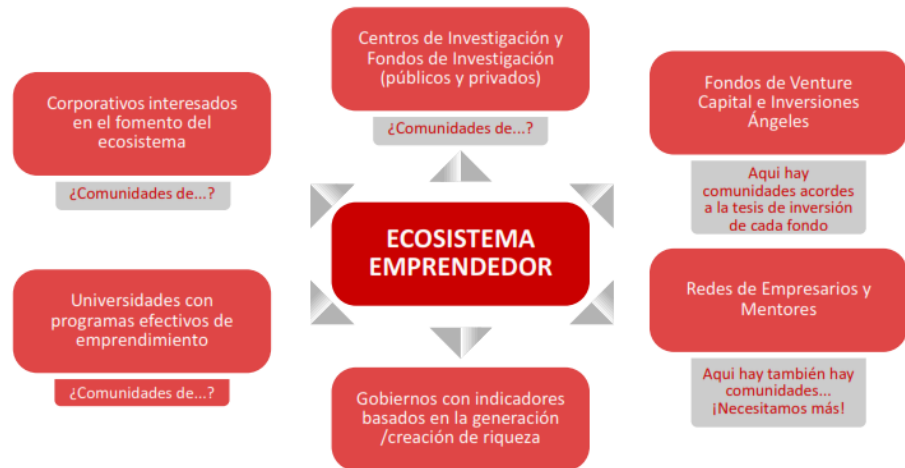 Centros de Investigación y
Fondos de Investigación
(públicos y privados)
¿Comunidades de...?
Corporativos interesados
en el fomento del
ecosistema
¿Comunidades de...?
Fondos de Venture
Capital e Inversiones
Ángeles
Aqui hay
comunidades acordes
a la tesis de inversión
de cada fondo
ECOSISTEMA
EMPRENDEDOR
Universidades con
programas efectivos de
emprendimiento
¿Comunidades de...?
Redes de Empresarios y
Mentores
Aqui hay también hay
comunidades...
¡Necesitamos más!
Gobiernos con indicadores
basados en la generación
/creación de riqueza